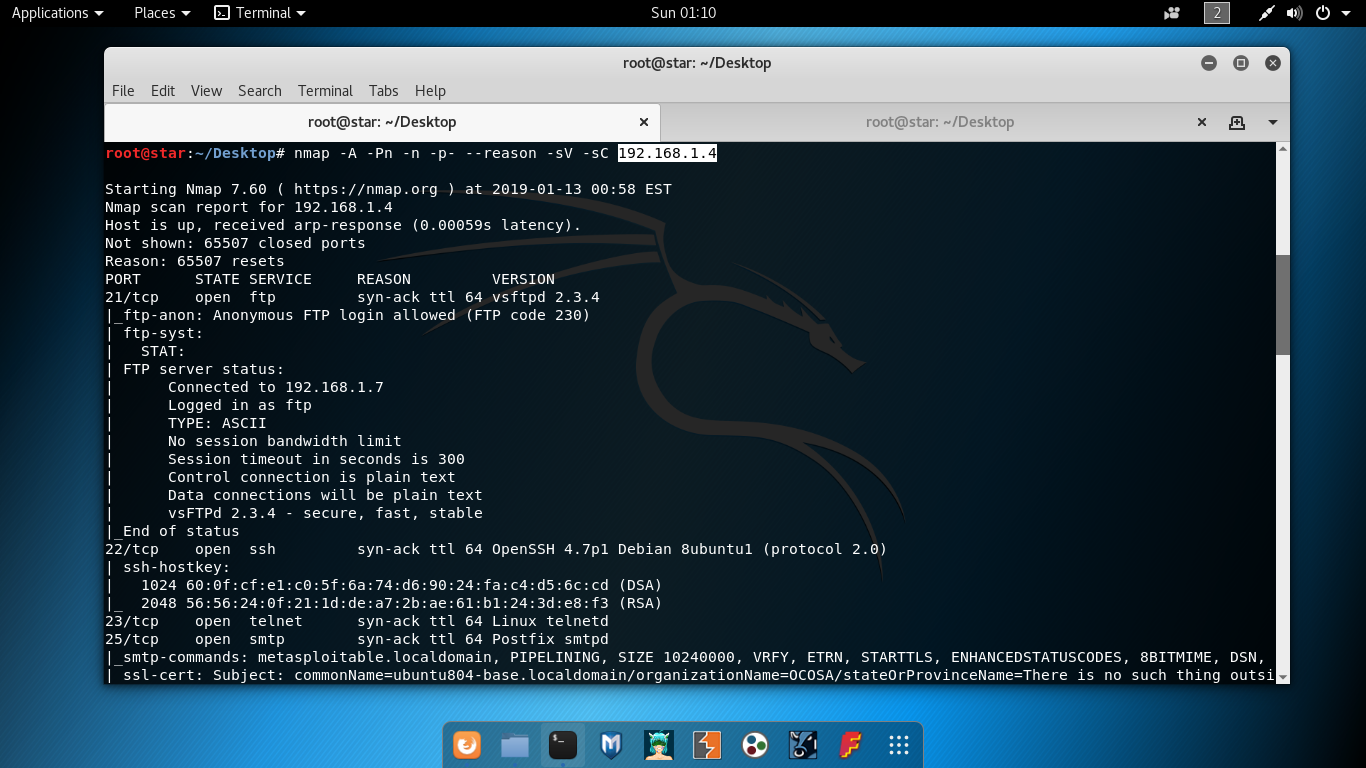 Applications Places Terminal Sun 01:10 2
root@star: ~/Desktop
File Edit View Search Terminal Tabs Help
root@star: ~/Desktop root@star: ~/Desktop
root@star:~/Desktop# nmap -A -Pn -n -p- --reason -sV -sC 192.168.1.4
Starting Nmap 7.60 ( https://nmap.org ) at 2019-01-13 00:58 EST
Nmap scan report for 192.168.1.4
Host is up, received arp-response (0.00059s latency).
Not shown: 65507 closed ports
Reason: 65507 resets
PORT      STATE SERVICE     REASON         VERSION
21/tcp    open  ftp         syn-ack ttl 64 vsftpd 2.3.4
|_ftp-anon: Anonymous FTP login allowed (FTP code 230)
| ftp-syst:
|   STAT:
| FTP server status:
|      Connected to 192.168.1.7
|      Logged in as ftp
|      TYPE: ASCII
|      No session bandwidth limit
|      Session timeout in seconds is 300
|      Control connection is plain text
|      Data connections will be plain text
|      vsFTPd 2.3.4 - secure, fast, stable
|_End of status
22/tcp    open  ssh         syn-ack ttl 64 OpenSSH 4.7p1 Debian 8ubuntu1 (protocol 2.0)
| ssh-hostkey:
|   1024 60:0f:cf:e1:c0:5f:6a:74:d6:90:24:fa:c4:d5:6c:cd (DSA)
|_  2048 56:56:24:0f:21:1d:de:a7:2b:ae:61:b1:24:3d:e8:f3 (RSA)
23/tcp    open  telnet      syn-ack ttl 64 Linux telnetd
25/tcp    open  smtp        syn-ack ttl 64 Postfix smtpd
|_smtp-commands: metasploitable.localdomain, PIPELINING, SIZE 10240000, VRFY, ETRN, STARTTLS, ENHANCEDSTATUSCODES, 8BITMIME, DSN,
| ssl-cert: Subject: commonName=ubuntu804-base.localdomain/organizationName=OCOSA/stateOrProvinceName=There is no such thing outsi